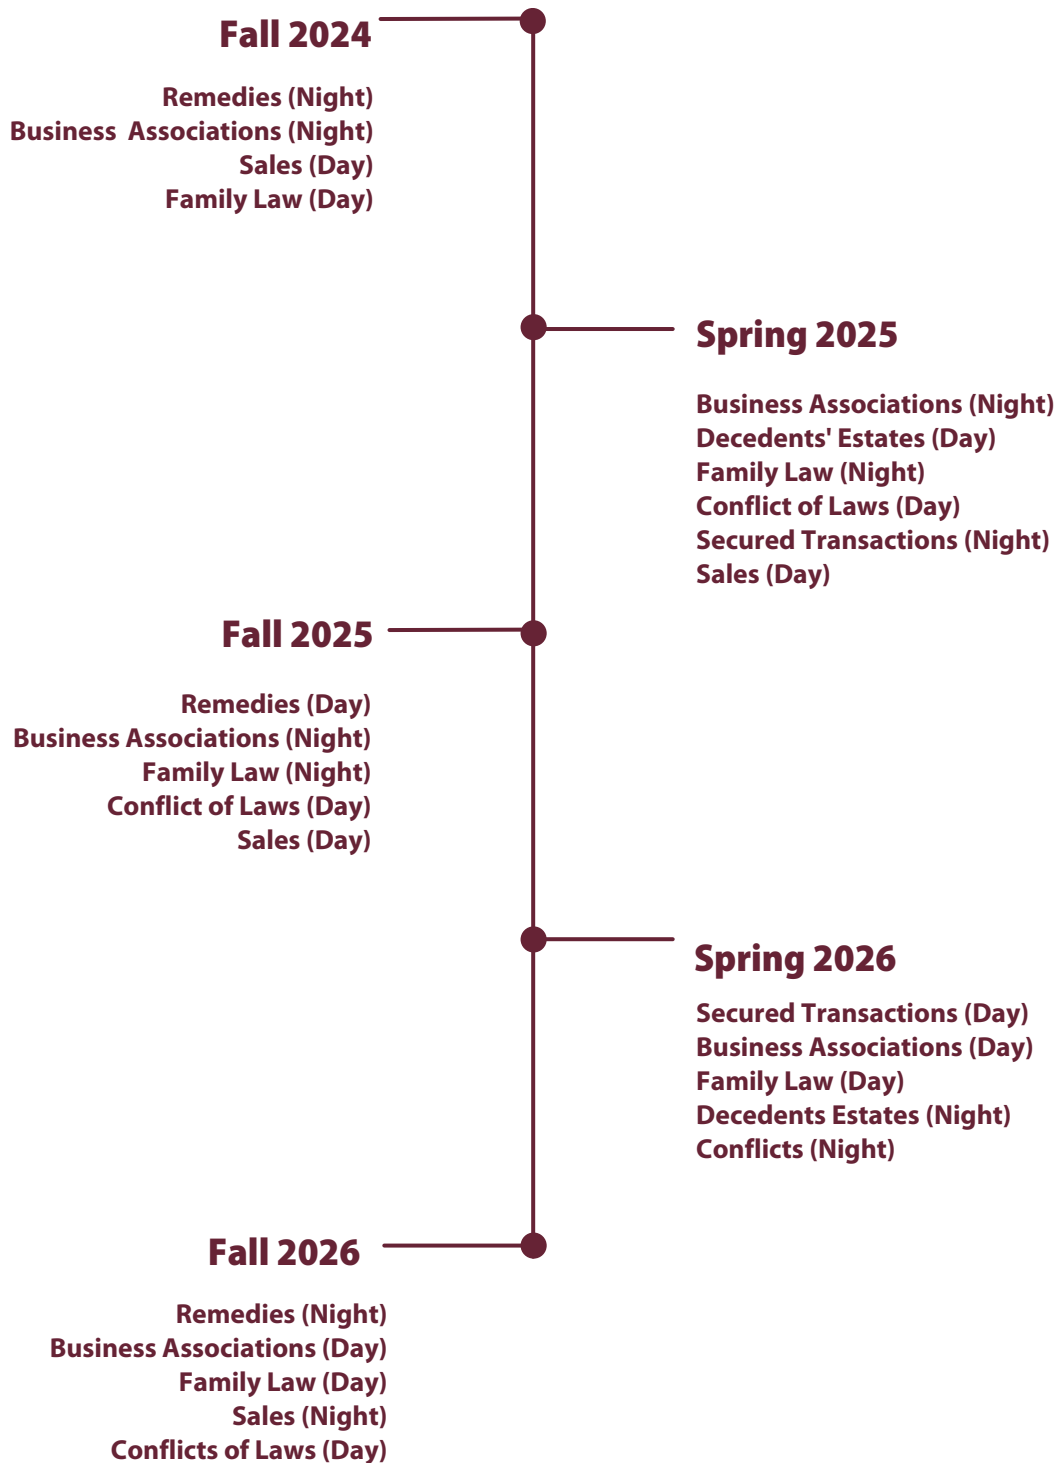 Fall 2024
Remedies (Night)
Business Associations (Night)
Sales (Day)
Family Law (Day)
Spring 2025
Business Associations (Night)
Decedents' Estates (Day)
Family Law (Night)
Conflict of Laws (Day)
Secured Transactions (Night)
Sales (Day)
Fall 2025
Remedies (Day)
Business Associations (Night)
Family Law (Night)
Conflict of Laws (Day)
Sales (Day)
Spring 2026
Secured Transactions (Day)
Business Associations (Day)
Family Law (Day)
Decedents Estates (Night)
Conflicts (Night)
Fall 2026
Remedies (Night)
Business Associations (Day)
Family Law (Day)
Sales (Night)
Conflicts of Laws (Day)